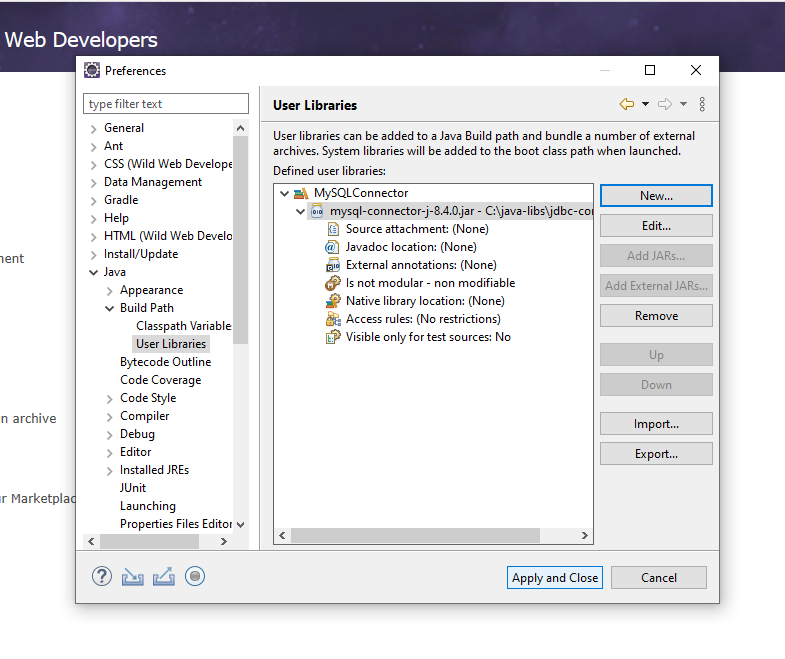 Web Developers
Preferences
type filter text
User Libraries
General
Ant
CSS (Wild Web Develope
Data Management
Gradle
Help
HTML (Wild Web Develo
Install/Update
Java
Appearance
Build Path
Classpath Variable
User Libraries
Bytecode Outline
Code Coverage
Code Style
Compiler
Debug
Editor
Installed JREs
JUnit
Launching
Properties Files Editor
User libraries can be added to a Java Build path and bundle a number of external
archives. System libraries will be added to the boot class path when launched.
Defined user libraries:
MySQLConnector
mysql-connector-j-8.4.0.jar - C:\java-libs\jdbc-co
Source attachment: (None)
Javadoc location: (None)
External annotations: (None)
Is not modular - non modifiable
Native library location: (None)
Access rules: (No restrictions)
Visible only for test sources: No
New...
Edit...
Add JARs...
Add External JARs...
Remove
Up
Down
Import...
Export...
Apply and Close
Cancel
ent
n archive
r Marketplac